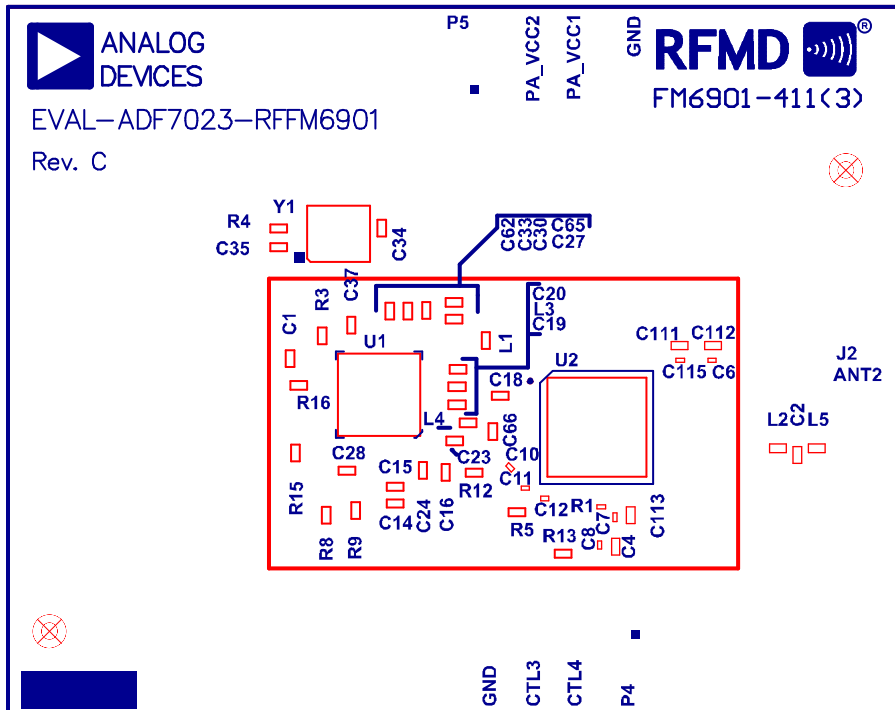 P5
PA_VCC2
PA_VCC1
GND
ANALOG
DEVICES
RFMD ®
FM6901-411(3)
EVAL-ADF7023-RFFM6901
Rev. C
Y1
R4
C35
C34
C62
C33
C30
C65
C27
C37
R3
C1
U1
C20
L3
C19
L1
U2
C111
C112
C115
C6
J2
ANT2
R16
C18
L4
C66
L2
C2
L5
C28
C15
C23
C10
C11
R12
R15
C14
C24
C16
R5
C12
R1
C7
C113
R8
R9
R13
C8
C4
GND
CTL3
CTL4
P4